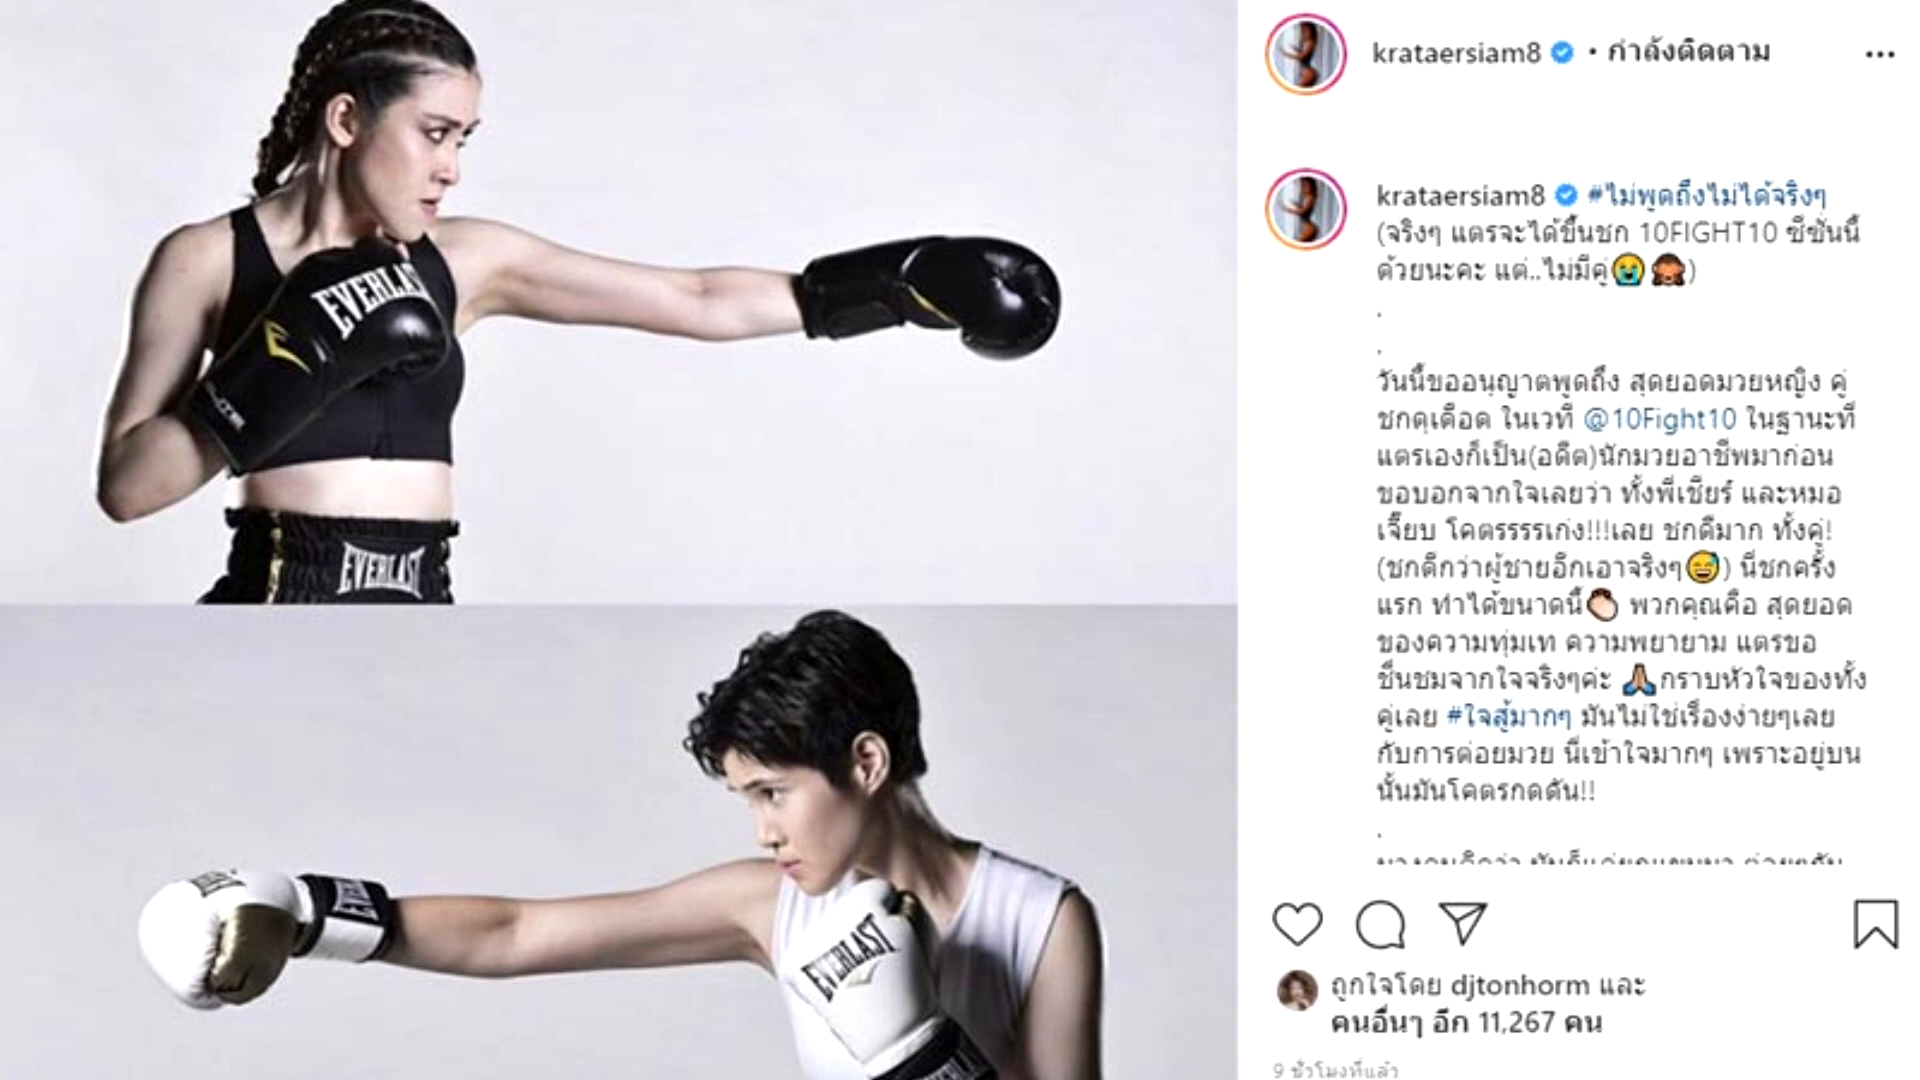 EVERLAST
EVERLAST
EVERLAST
krataersiam8 • กำลังติดตาม
krataersiam8 #ไม่พูดถึงไม่ได้จริงๆ
(จริงๆ แตรจะได้ขึ้นชก 10FIGHT10 ซีซั่นนี้
ด้วยนะคะ แต่..ไม่มีคู่😭🙈)
.
.
วันนี้ขออนุญาตพูดถึง สุดยอดมวยหญิง คู่
ชกดุเดือด ในเวที @10Fight10 ในฐานะที่
แตรเองก็เป็น(อดีต)นักมวยอาชีพมาก่อน
ขอบอกจากใจเลยว่า ทั้งพี่เชียร์ และหมอ
เจี๊ยบ โคตรรรรเก่ง!!!เลย ชกดีมาก ทั้งคู่!
(ชกดีกว่าผู้ชายอีกเอาจริงๆ😅) นี่ชกครั้ง
แรก ทำได้ขนาดนี้👏🏻 พวกคุณคือ สุดยอด
ของความทุ่มเท ความพยายาม แตรขอ
ชื่นชมจากใจจริงๆค่ะ 🙏🏼กราบหัวใจของทั้ง
คู่เลย #ใจสู้มากๆ มันไม่ใช่เรื่องง่ายๆเลย
กับการต่อยมวย นี่เข้าใจมากๆ เพราะอยู่บน
นั้นมันโคตรกดดัน!!
.
ถูกใจโดย djtonhorm และ
คนอื่นๆ อีก 11,267 คน
9 ชั่วโมงที่แล้ว